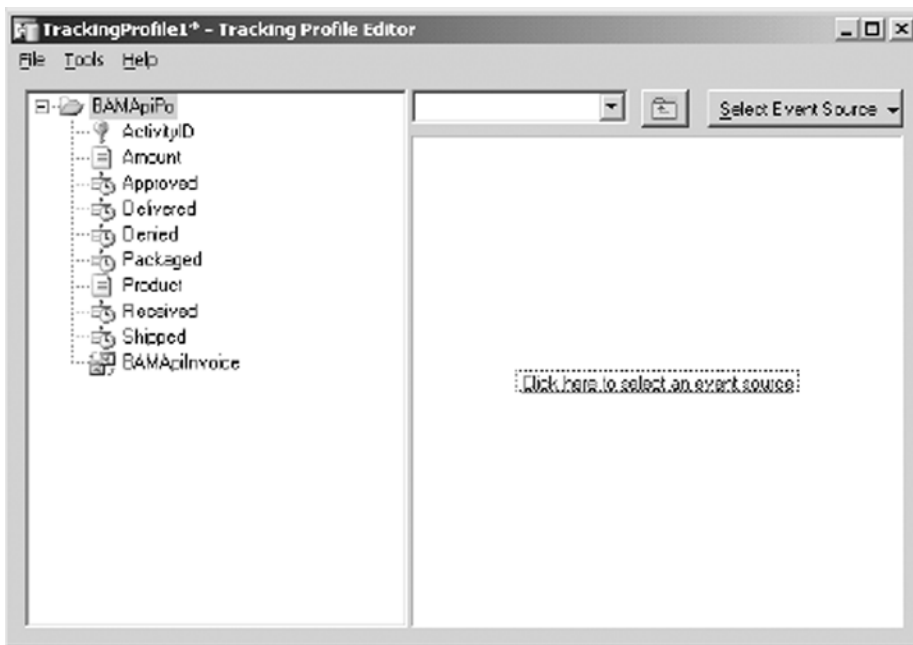 TrackingProfile1* - Tracking Profile Editor
File Tools Help
BAMApiPo
ActivityID
Amount
Approved
Delivered
Denied
Packaged
Product
Received
Shipped
BAMApiInvoice
Select Event Source
Click here to select an event source